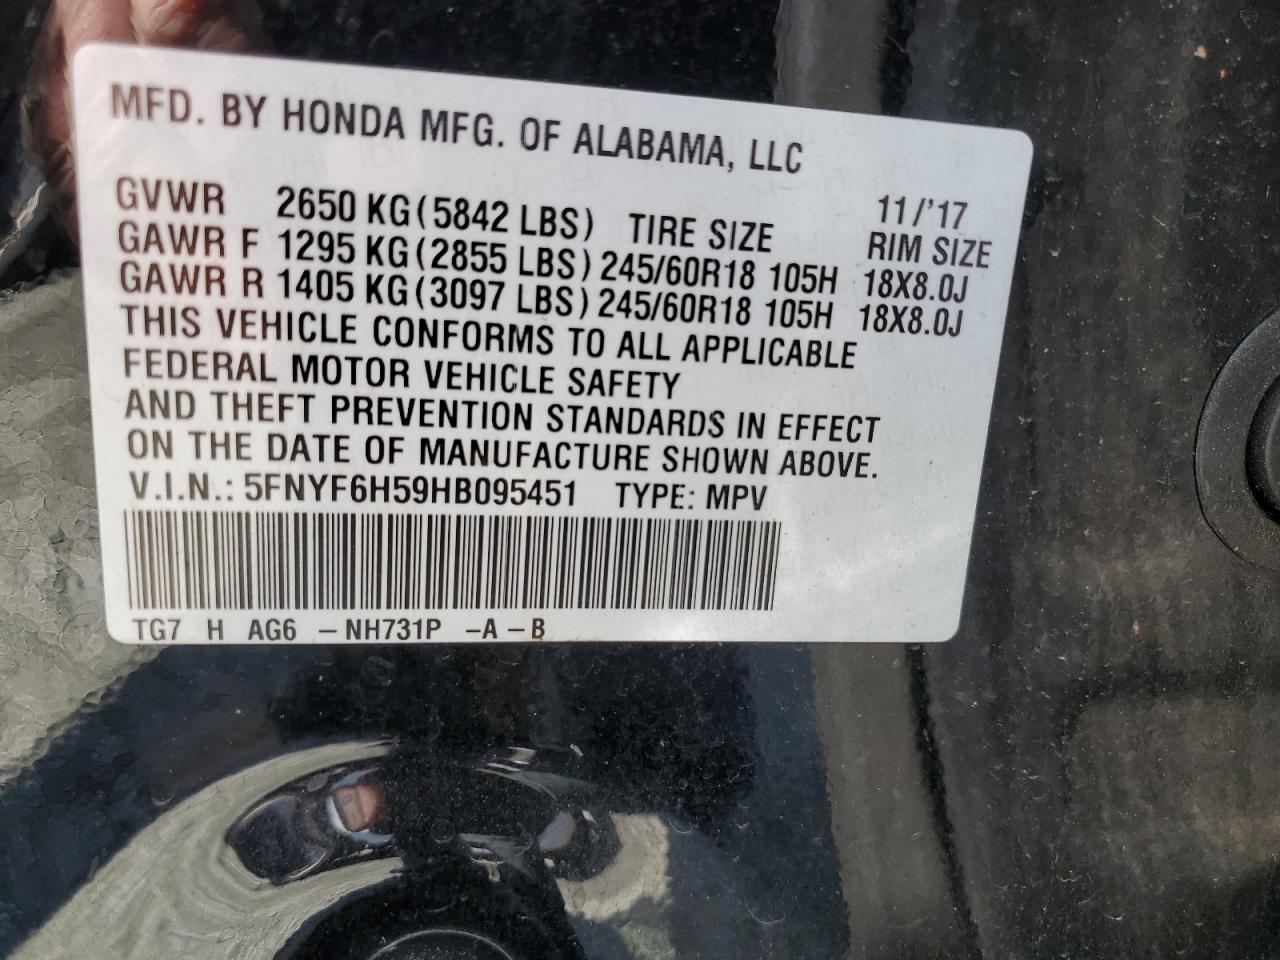 MFD. BY HONDA MFG. OF ALABAMA, LLC
11/'17
GVWR 2650 KG (5842 LBS) TIRE SIZE RIM SIZE
GAWR F 1295 KG (2855 LBS) 245/60R18 105H 18X8.0J
GAWR R 1405 KG (3097 LBS) 245/60R18 105H 18X8.0J
THIS VEHICLE CONFORMS TO ALL APPLICABLE
FEDERAL MOTOR VEHICLE SAFETY
AND THEFT PREVENTION STANDARDS IN EFFECT
ON THE DATE OF MANUFACTURE SHOWN ABOVE.
V.I.N.: 5FNYF6H59HB095451 TYPE: MPV
TG7 H AG6 -NH731P -A-B